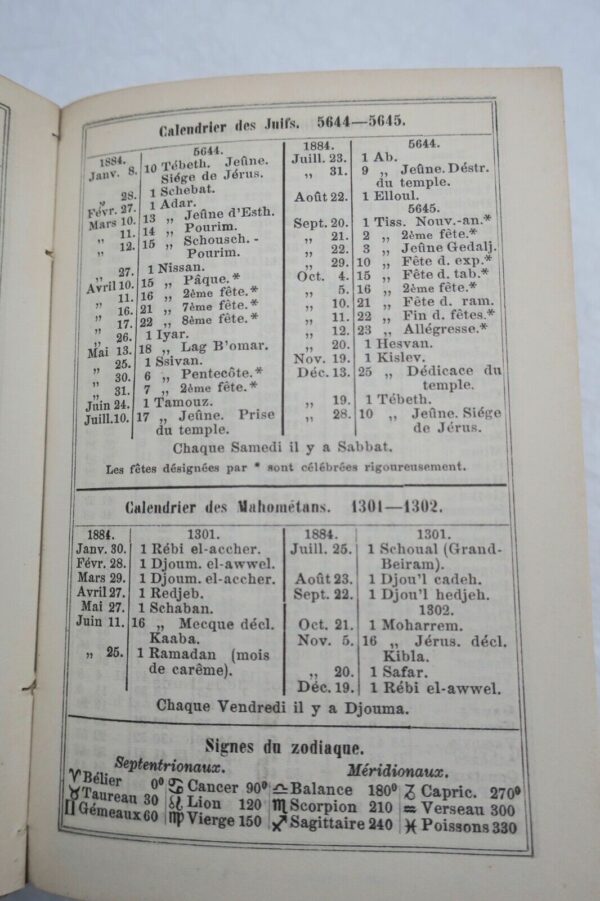 Calendrier des Juifs. 5644—5645.
1884. 5644.
Janv. 8. 10 Tébeth. Jeûne.
Siége de Jérus.
„ 28. 1 Schebat.
Févr. 27. 1 Adar.
Mars 10. 13 „ Jeûne d'Esth.
„ 11. 14 „ Pourim.
„ 12. 15 „ Schousch. -
Pourim.
„ 27. 1 Nissan.
Avril 10. 15 „ Pâque.*
„ 11. 16 „ 2ème fête.*
„ 16. 21 „ 7ème fête.*
„ 17. 22 „ 8ème fête.*
„ 26. 1 Iyar.
Mai 13. 18 „ Lag B'omar.
„ 25. 1 Ssivan.
„ 30. 6 „ Pentecôte.*
„ 31. 7 „ 2ème fête.*
Juin 24. 1 Tamouz.
Juill. 10. 17 „ Jeûne. Prise
du temple.
1884. 5644.
Juill. 23. 1 Ab.
„ 31. 9 „ Jeûne. Déstr.
du temple.
Août 22. 1 Elloul.
5645.
Sept. 20. 1 Tiss. Nouv.-an.*
„ 21. 2 „ 2ème fête.*
„ 22. 3 „ Jeûne Gedalj.
„ 29. 10 „ Fête d. exp.*
Oct. 4. 15 „ Fête d. tab.*
„ 5. 16 „ 2ème fête.*
„ 10. 21 „ Fête d. ram.
„ 11. 22 „ Fin d. fêtes.*
„ 12. 23 „ Allégresse.*
„ 20. 1 Hesvan.
Nov. 19. 1 Kislev.
Déc. 13. 25 „ Dédicace du
temple.
„ 19. 1 Tébeth.
„ 28. 10 „ Jeûne. Siége
de Jérus.
Chaque Samedi il y a Sabbat.
Les fêtes désignées par * sont célébrées rigoureusement.
Calendrier des Mahométans. 1301—1302.
1884. 1301.
Janv. 30. 1 Rébi el-accher.
Févr. 28. 1 Djoum. el-awwel.
Mars 29. 1 Djoum. el-accher.
Avril 27. 1 Redjeb.
Mai 27. 1 Schaban.
Juin 11. 16 „ Mecque décl.
Kaaba.
„ 25. 1 Ramadan (mois
de carême).
1884. 1301.
Juill. 25. 1 Schoual (Grand-
Beiram).
Août 23. 1 Djou'l cadeh.
Sept. 22. 1 Djou'l hedjeh.
1302.
Oct. 21. 1 Moharrem.
Nov. 5. 16 „ Jérus. décl.
Kibla.
„ 20. 1 Safar.
Déc. 19. 1 Rébi el-awwel.
Chaque Vendredi il y a Djouma.
Signes du zodiaque.
Septentrionaux. Méridionaux.
♈ Bélier 0° ♋ Cancer 90° ♎ Balance 180° ♑ Capric. 270°
♉ Taureau 30 ♌ Lion 120 ♏ Scorpion 210 ♒ Verseau 300
♊ Gémeaux 60 ♍ Vierge 150 ♐ Sagittaire 240 ♓ Poissons 330